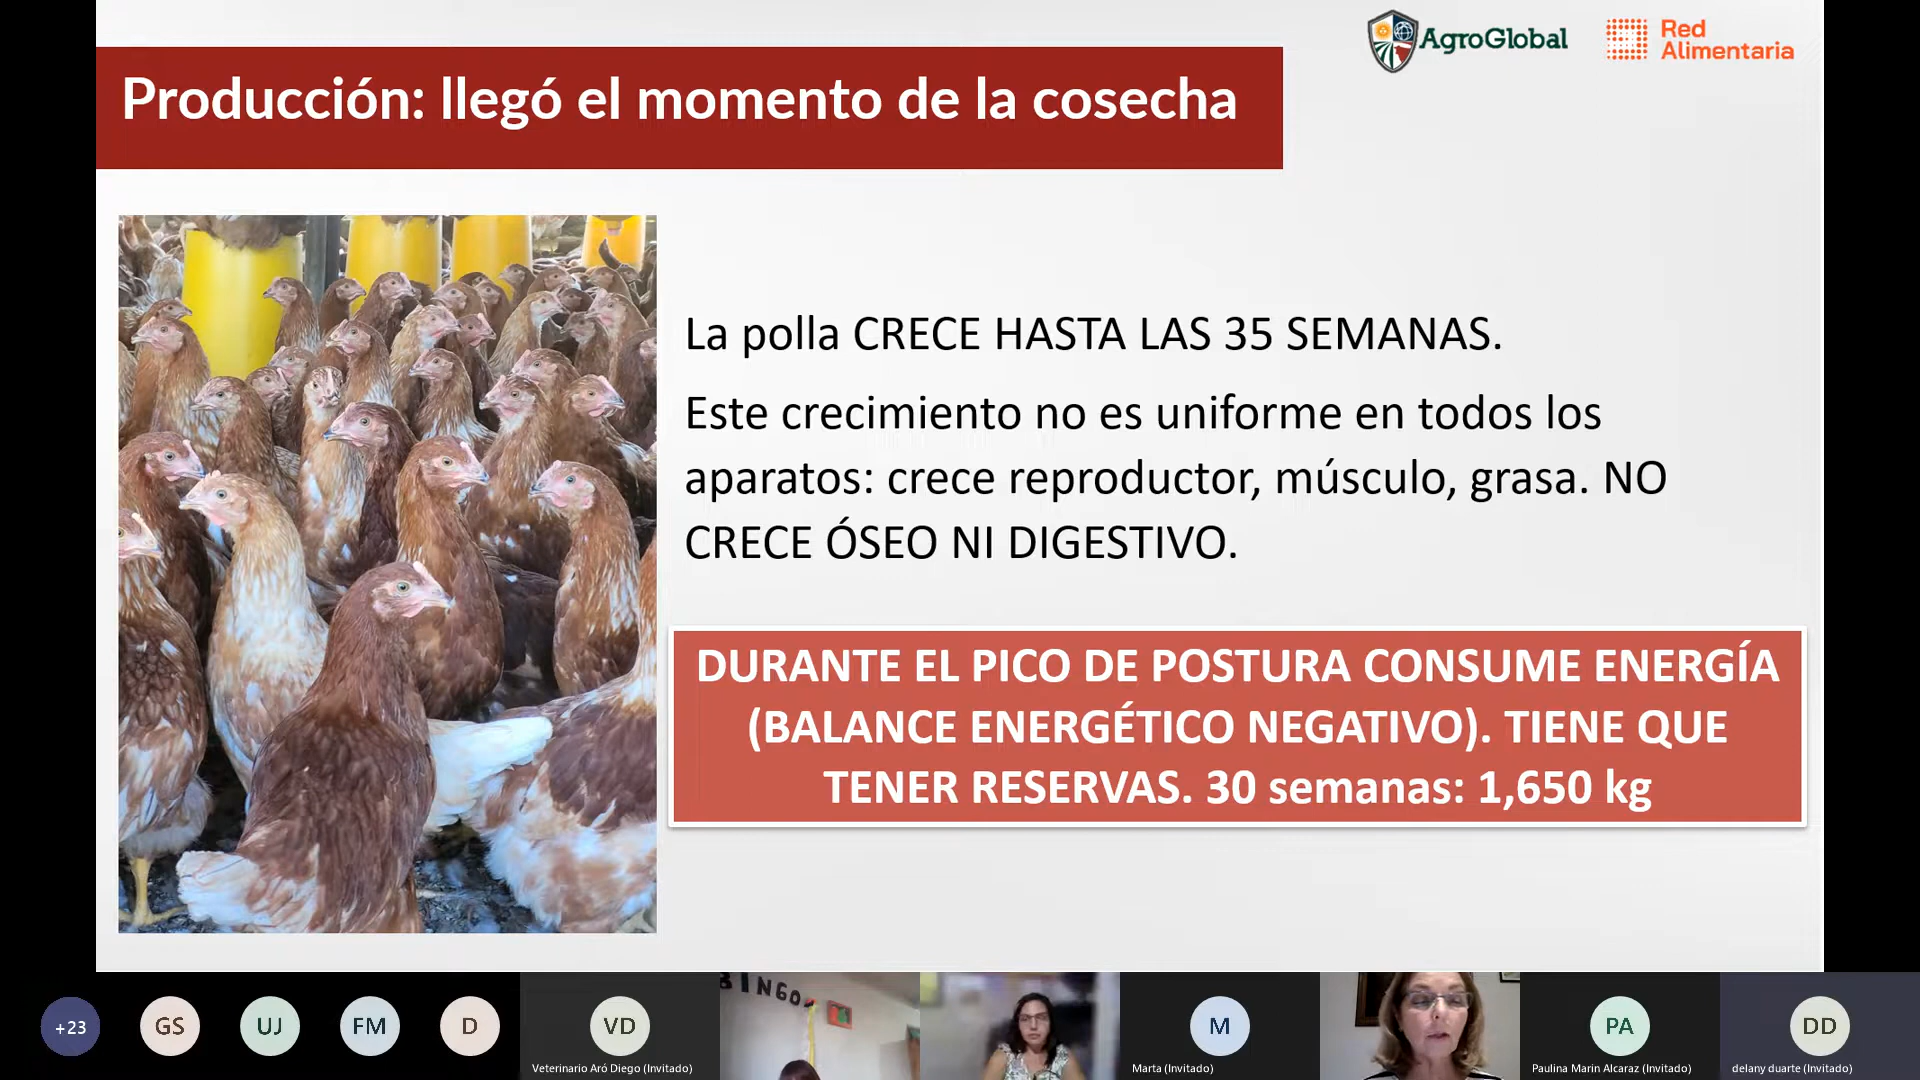 AgroGlobal
Red
Alimentaria
Producción: llegó el momento de la cosecha
La polla CRECE HASTA LAS 35 SEMANAS.
Este crecimiento no es uniforme en todos los
aparatos: crece reproductor, músculo, grasa. NO
CRECE ÓSEO NI DIGESTIVO.
DURANTE EL PICO DE POSTURA CONSUME ENERGÍA
(BALANCE ENERGÉTICO NEGATIVO). TIENE QUE
TENER RESERVAS. 30 semanas: 1,650 kg
+23
GS
UJ
FM
D
VD
Veterinario Aró Diego (Invitado)
BINGO
M
Marta (Invitado)
PA
Paulina Marin Alcaraz (Invitado)
DD
delany duarte (Invitado)